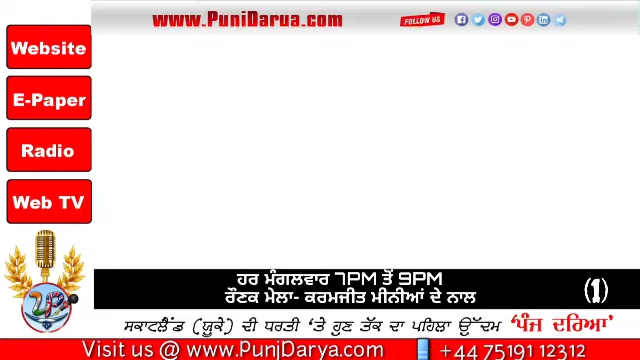 www.PunjDarya.com
FOLLOW US
Website
E-Paper
Radio
Web TV
ਹਰ ਮੰਗਲਵਾਰ 7PM ਤੋਂ 9PM
ਰੌਣਕ ਮੇਲਾ- ਕਰਮਜੀਤ ਮੀਨੀਆਂ ਦੇ ਨਾਲ
(1)
ਸਕਾਟਲੈਂਡ (ਯੂਕੇ) ਦੀ ਧਰਤੀ ‘ਤੇ ਹੁਣ ਤੱਕ ਦਾ ਪਹਿਲਾ ਉੱਦਮ ‘ਪੰਜ ਦਰਿਆ’
Visit us @ www.PunjDarya.com +44 75191 12312